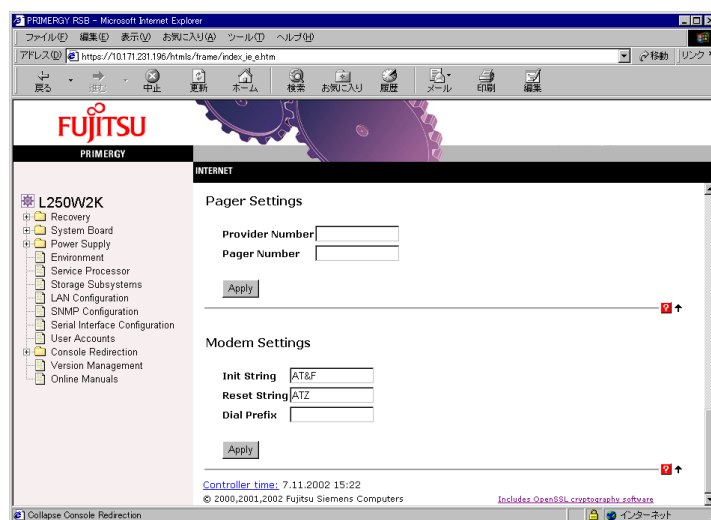 PRIMERGY RSB - Microsoft Internet Explorer
ファイル(F) 編集(E) 表示(V) お気に入り(A) ツール(T) ヘルプ(H)
アドレス(D) https://10.171.231.196/htmls/frame/index_ie_e.htm 移動 リンク
戻る 進む 中止 更新 ホーム 検索 お気に入り 履歴 メール 印刷 編集
FUJITSU
PRIMERGY
INTERNET
L250W2K
Recovery
System Board
Power Supply
Environment
Service Processor
Storage Subsystems
LAN Configuration
SNMP Configuration
Serial Interface Configuration
User Accounts
Console Redirection
Version Management
Online Manuals
Pager Settings
Provider Number
Pager Number
Apply
?
Modem Settings
Init String AT&F
Reset String ATZ
Dial Prefix
Apply
?
Controller time: 7.11.2002 15:22
© 2000,2001,2002 Fujitsu Siemens Computers Includes OpenSSL cryptography software
Collapse Console Redirection インターネット